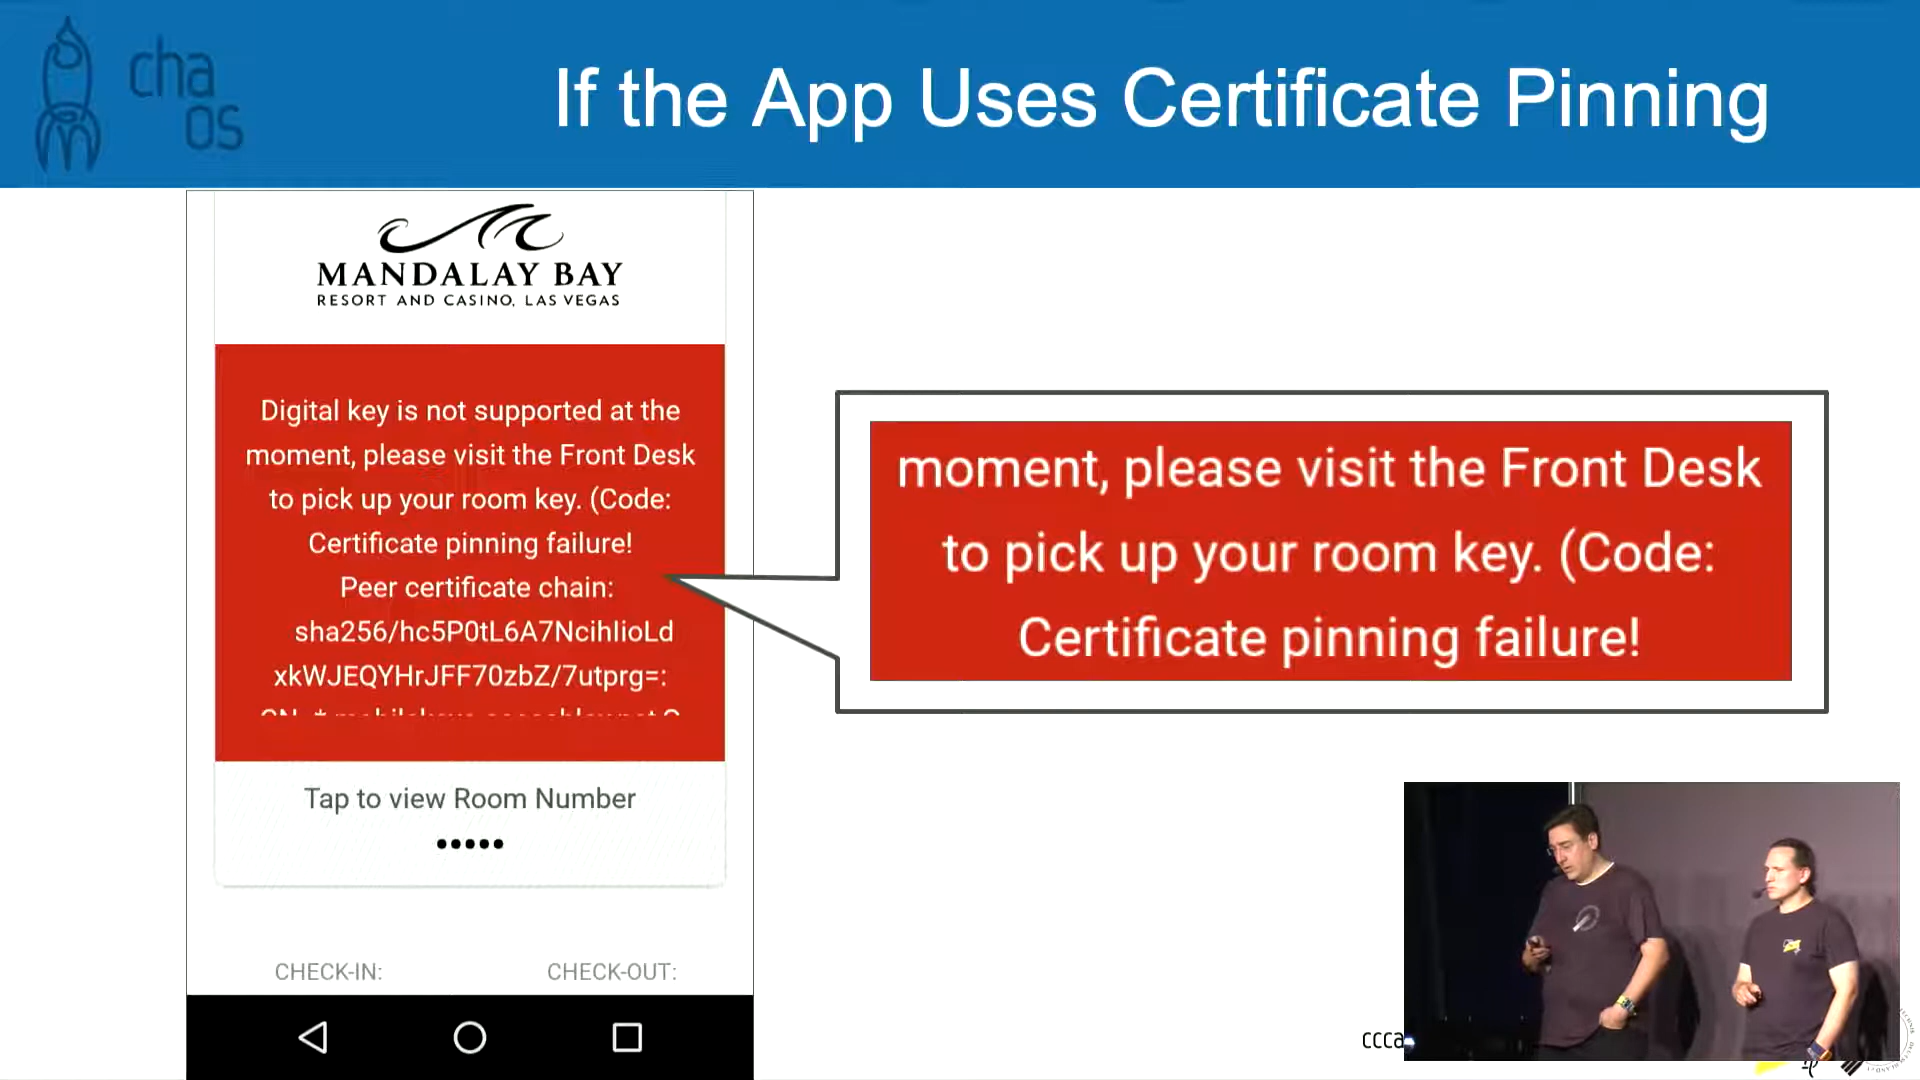 cha
os
If the App Uses Certificate Pinning
MANDALAY BAY
RESORT AND CASINO, LAS VEGAS
Digital key is not supported at the
moment, please visit the Front Desk
to pick up your room key. (Code:
Certificate pinning failure!
Peer certificate chain:
sha256/hc5P0tL6A7NcihlioLd
xkWJEQYHrJFF70zbZ/7utprg=:
Tap to view Room Number
CHECK-IN:
CHECK-OUT:
moment, please visit the Front Desk
to pick up your room key. (Code:
Certificate pinning failure!
ccca